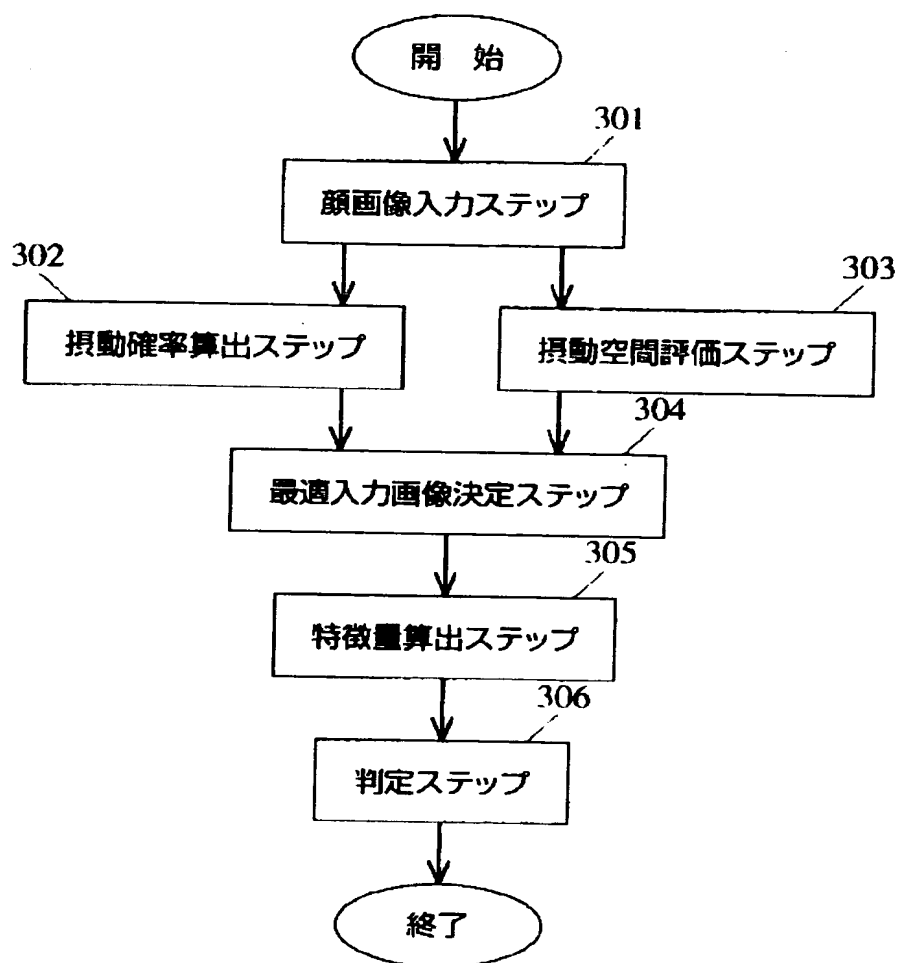 開 始
301
顔画像入力ステップ
302
303
摂動確率算出ステップ
摂動空間評価ステップ
304
最適入力画像決定ステップ
305
特徴量算出ステップ
306
判定ステップ
終了